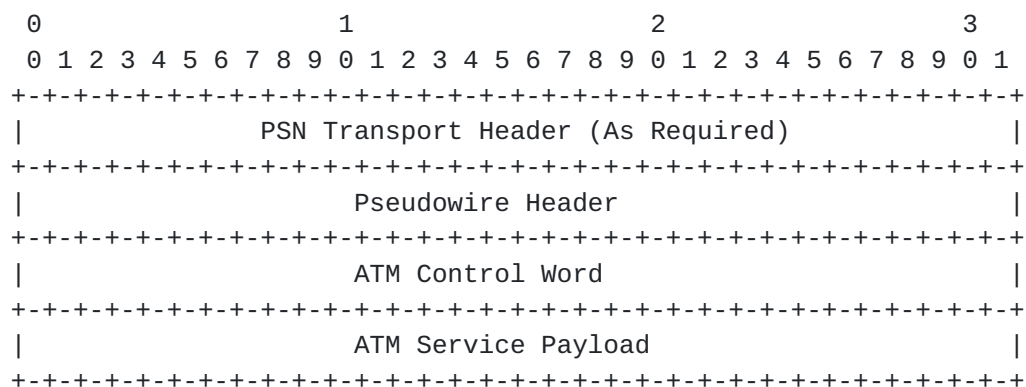 0                   1                   2                   3
 0 1 2 3 4 5 6 7 8 9 0 1 2 3 4 5 6 7 8 9 0 1 2 3 4 5 6 7 8 9 0 1
+-+-+-+-+-+-+-+-+-+-+-+-+-+-+-+-+-+-+-+-+-+-+-+-+-+-+-+-+-+-+-+-+
|               PSN Transport Header (As Required)              |
+-+-+-+-+-+-+-+-+-+-+-+-+-+-+-+-+-+-+-+-+-+-+-+-+-+-+-+-+-+-+-+-+
|                     Pseudowire Header                         |
+-+-+-+-+-+-+-+-+-+-+-+-+-+-+-+-+-+-+-+-+-+-+-+-+-+-+-+-+-+-+-+-+
|                     ATM Control Word                          |
+-+-+-+-+-+-+-+-+-+-+-+-+-+-+-+-+-+-+-+-+-+-+-+-+-+-+-+-+-+-+-+-+
|                     ATM Service Payload                       |
+-+-+-+-+-+-+-+-+-+-+-+-+-+-+-+-+-+-+-+-+-+-+-+-+-+-+-+-+-+-+-+-+